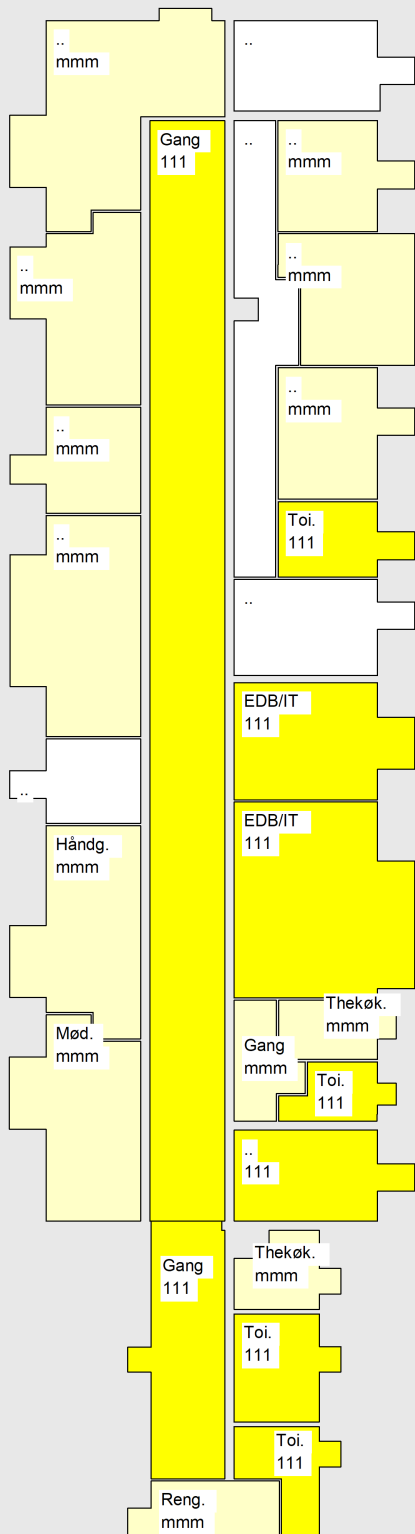 ..
mmm
..
Gang
111
..
..
mmm
..
mmm
..
mmm
..
mmm
..
mmm
..
mmm
Toi.
111
..
EDB/IT
111
..
EDB/IT
111
Håndg.
mmm
Thekøk.
mmm
Mød.
mmm
Gang
mmm
Toi.
111
..
111
Gang
111
Thekøk.
mmm
Toi.
111
Toi.
111
Reng.
mmm